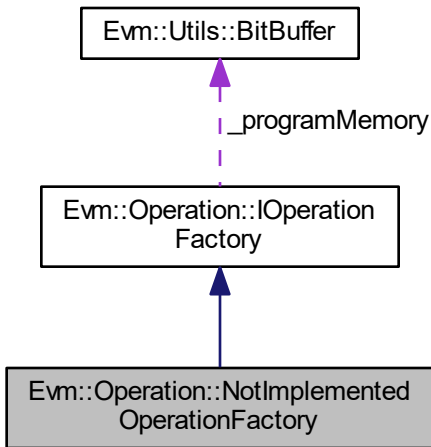 Evm::Utils::BitBuffer
_programMemory
Evm::Operation::IOperation
Factory
Evm::Operation::NotImplemented
OperationFactory